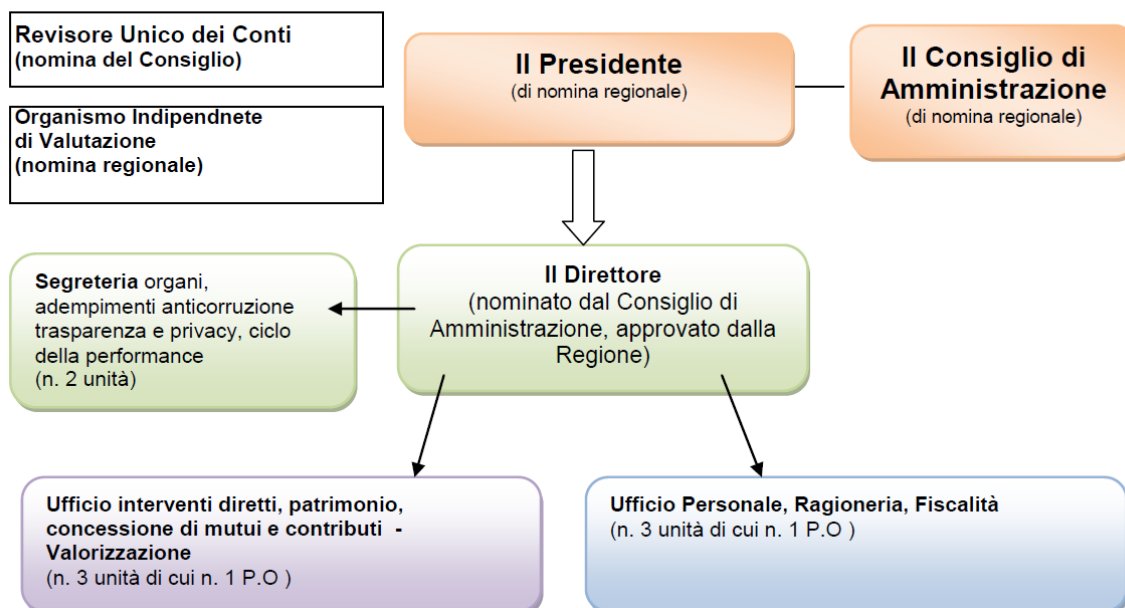 Revisore Unico dei Conti
(nomina del Consiglio)
Organismo Indipendnete
di Valutazione
(nomina regionale)
Il Presidente
(di nomina regionale)
Il Consiglio di
Amministrazione
(di nomina regionale)
Segreteria organi,
adempimenti anticorruzione
trasparenza e privacy, ciclo
della performance
(n. 2 unità)
Il Direttore
(nominato dal Consiglio di
Amministrazione, approvato dalla
Regione)
Ufficio interventi diretti, patrimonio,
concessione di mutui e contributi -
Valorizzazione
(n. 3 unità di cui n. 1 P.O )
Ufficio Personale, Ragioneria, Fiscalità
(n. 3 unità di cui n. 1 P.O )